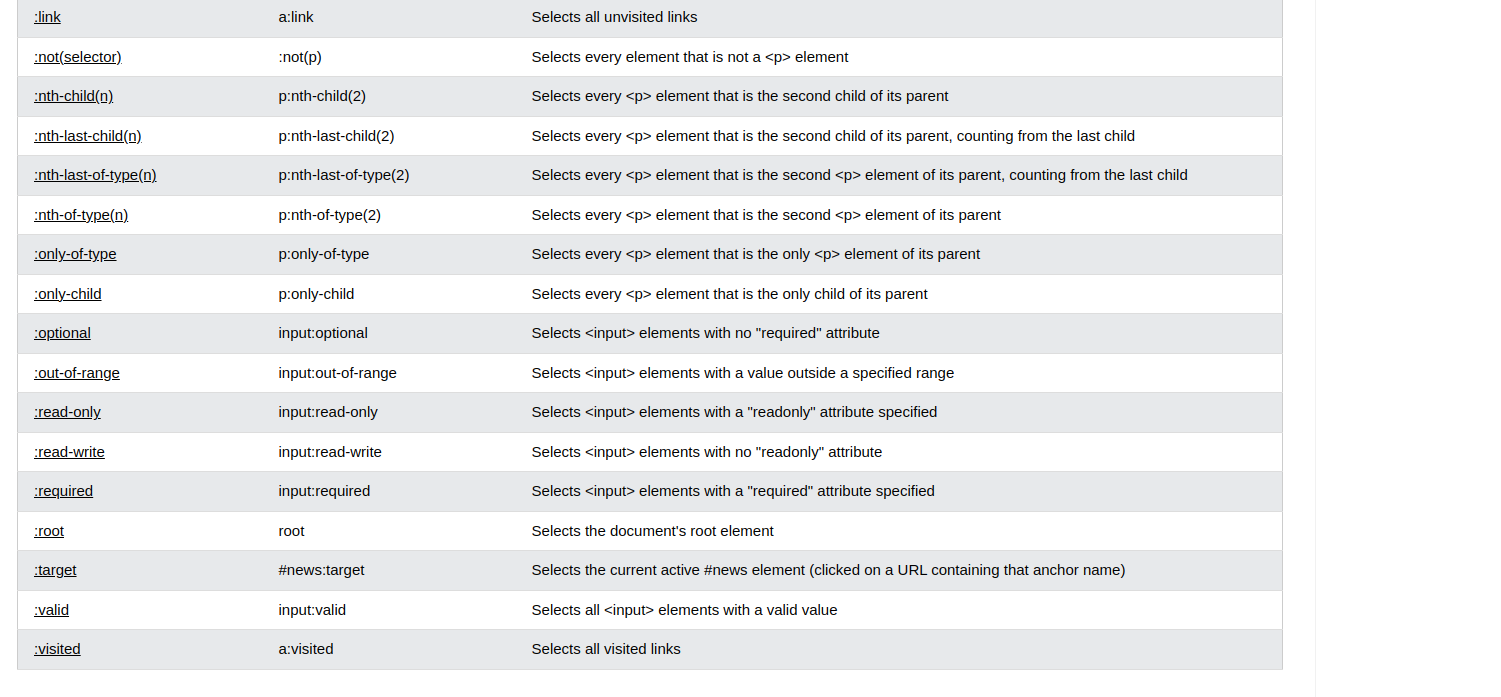 :link a:link Selects all unvisited links
:not(selector) :not(p) Selects every element that is not a <p> element
:nth-child(n) p:nth-child(2) Selects every <p> element that is the second child of its parent
:nth-last-child(n) p:nth-last-child(2) Selects every <p> element that is the second child of its parent, counting from the last child
:nth-last-of-type(n) p:nth-last-of-type(2) Selects every <p> element that is the second <p> element of its parent, counting from the last child
:nth-of-type(n) p:nth-of-type(2) Selects every <p> element that is the second <p> element of its parent
:only-of-type p:only-of-type Selects every <p> element that is the only <p> element of its parent
:only-child p:only-child Selects every <p> element that is the only child of its parent
:optional input:optional Selects <input> elements with no "required" attribute
:out-of-range input:out-of-range Selects <input> elements with a value outside a specified range
:read-only input:read-only Selects <input> elements with a "readonly" attribute specified
:read-write input:read-write Selects <input> elements with no "readonly" attribute
:required input:required Selects <input> elements with a "required" attribute specified
:root root Selects the document's root element
:target #news:target Selects the current active #news element (clicked on a URL containing that anchor name)
:valid input:valid Selects all <input> elements with a valid value
:visited a:visited Selects all visited links